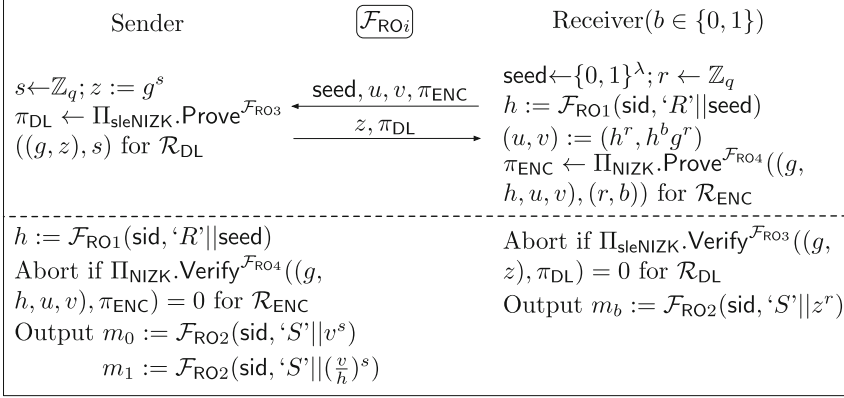 Sender
F_ROi
Receiver(b ∈ {0, 1})
s←ℤ_q; z := g^s
π_DL ← Π_sleNIZK.Prove^{F_RO3}
((g, z), s) for R_DL
seed, u, v, π_ENC
z, π_DL
seed←{0, 1}^λ; r ← ℤ_q
h := F_RO1(sid, ‘R’||seed)
(u, v) := (h^r, h^b g^r)
π_ENC ← Π_NIZK.Prove^{F_RO4}((g,
h, u, v), (r, b)) for R_ENC
h := F_RO1(sid, ‘R’||seed)
Abort if Π_NIZK.Verify^{F_RO4}((g,
h, u, v), π_ENC) = 0 for R_ENC
Output m_0 := F_RO2(sid, ‘S’||v^s)
m_1 := F_RO2(sid, ‘S’||(v/h)^s)
Abort if Π_sleNIZK.Verify^{F_RO3}((g,
z), π_DL) = 0 for R_DL
Output m_b := F_RO2(sid, ‘S’||z^r)